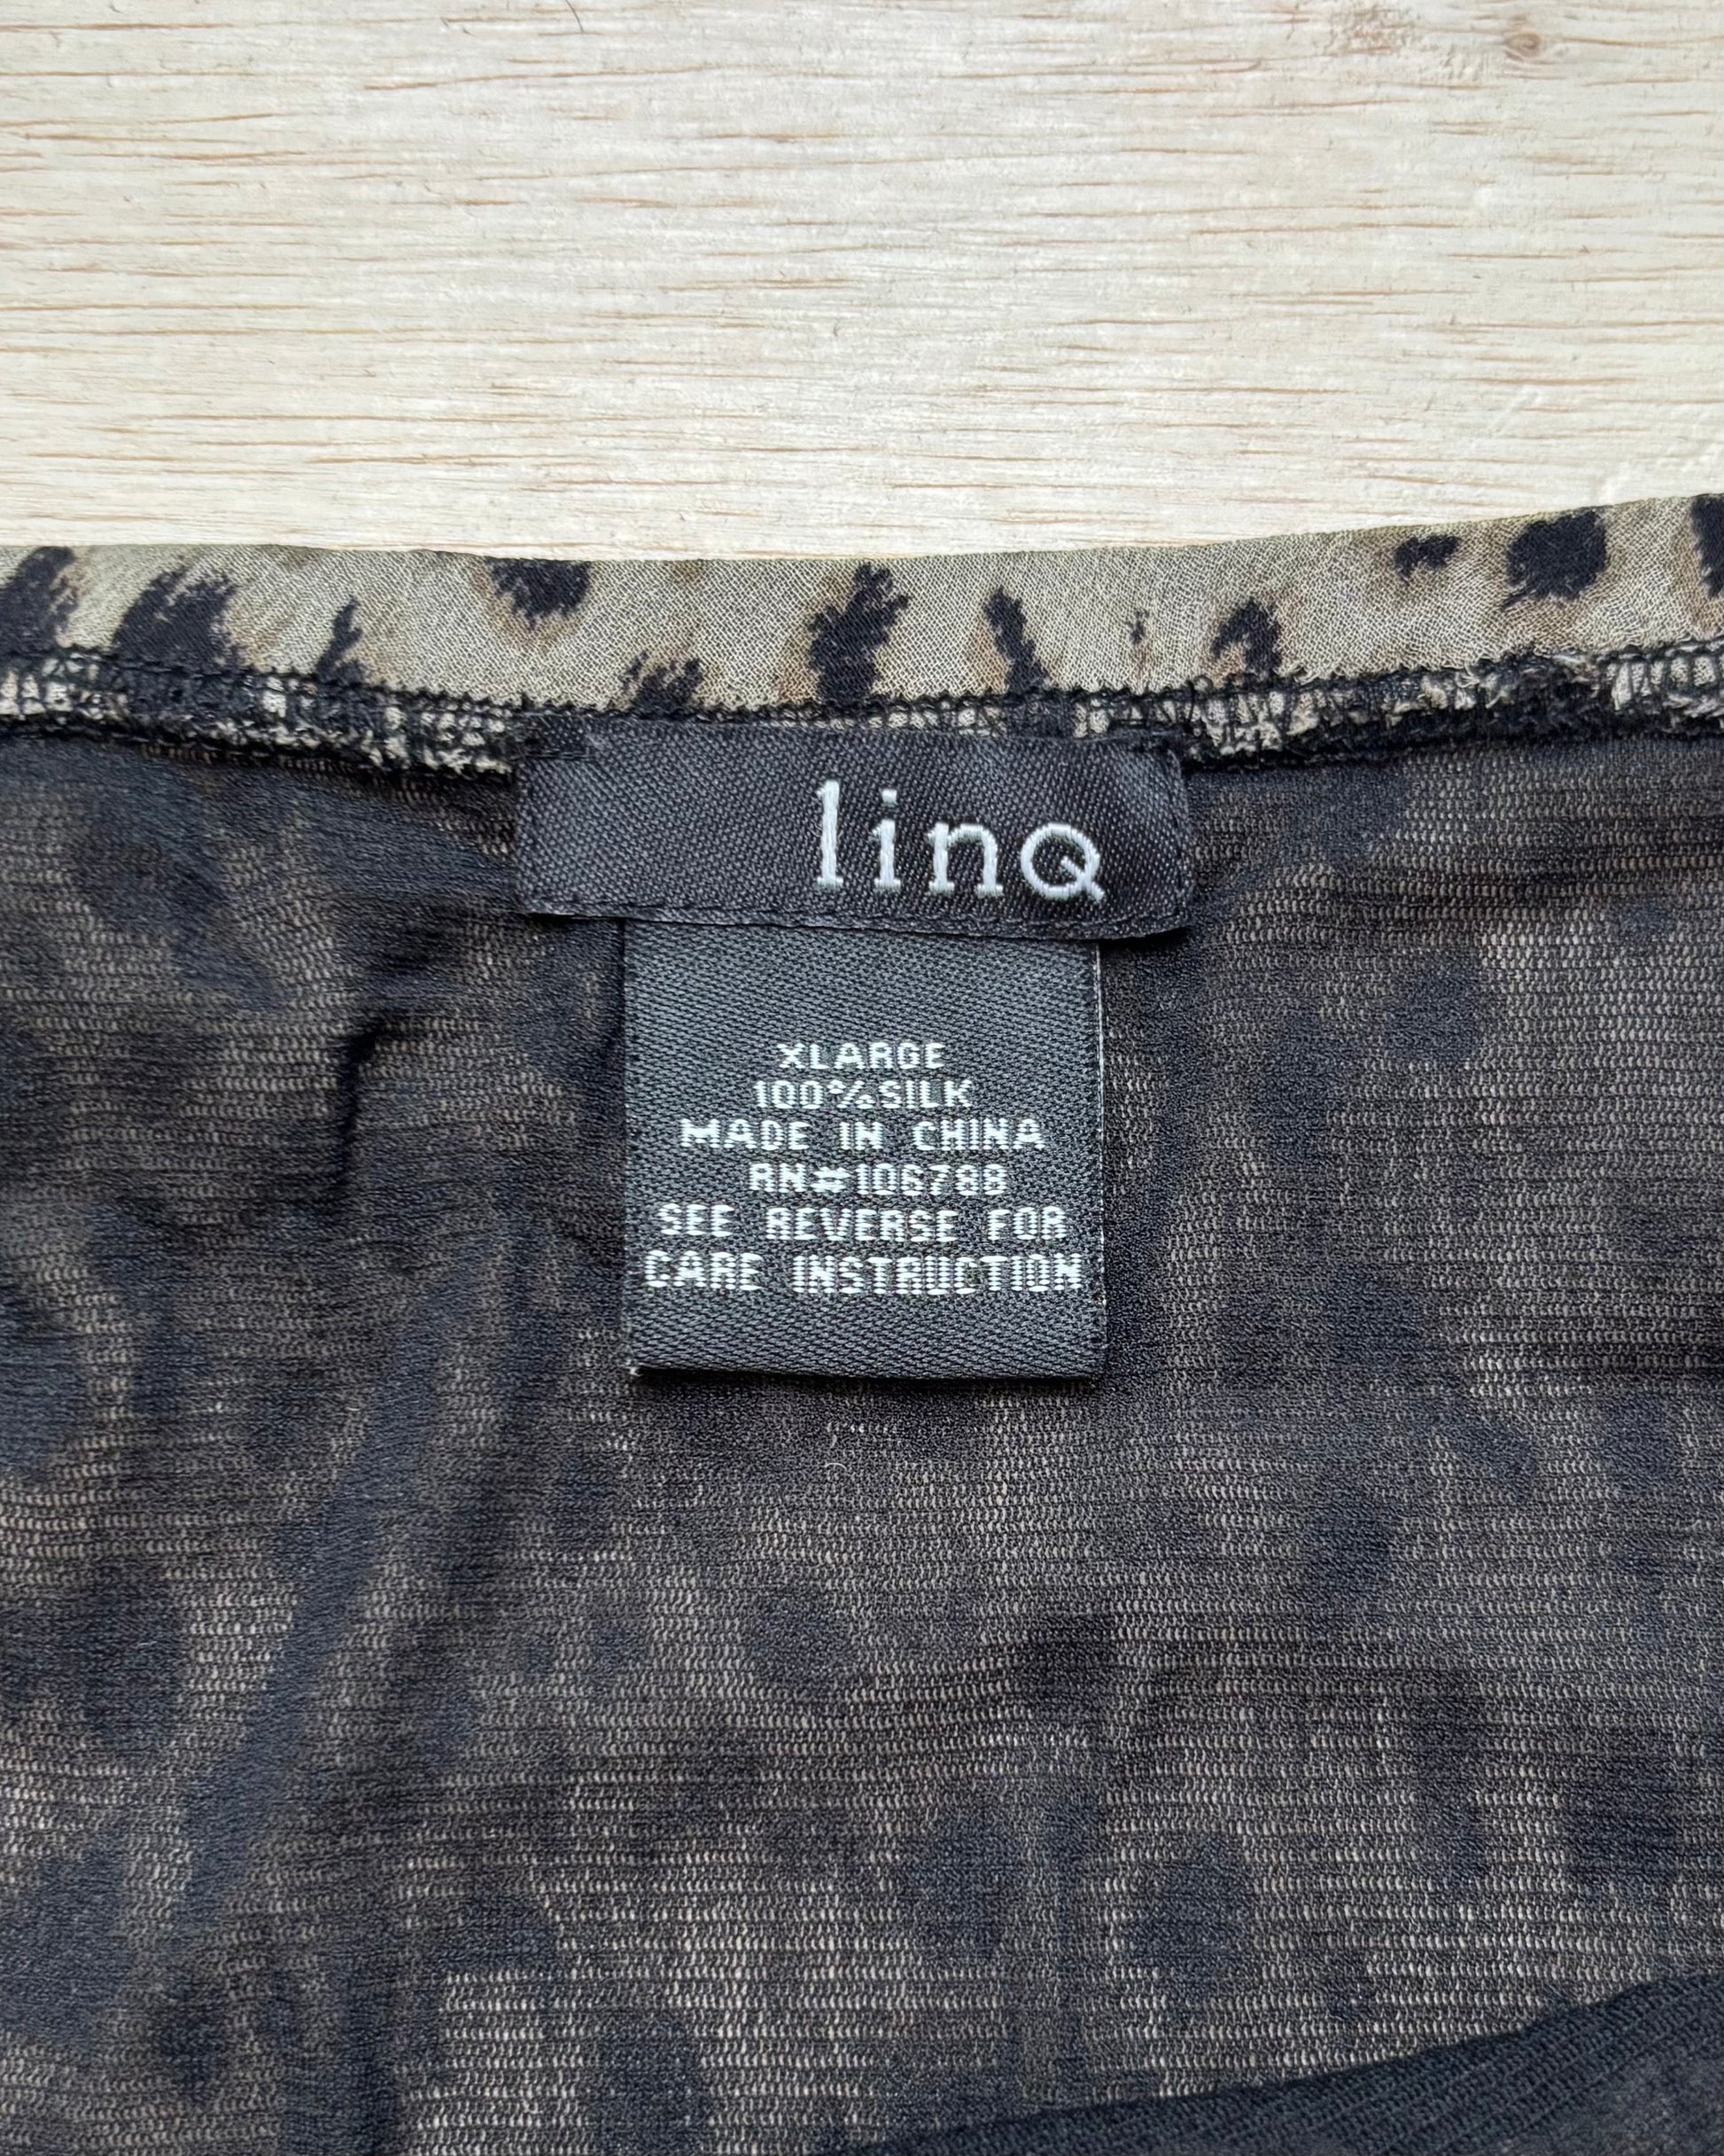 linQ
XLARGE
100%SILK
MADE IN CHINA
RN#106788
SEE REVERSE FOR
CARE INSTRUCTION